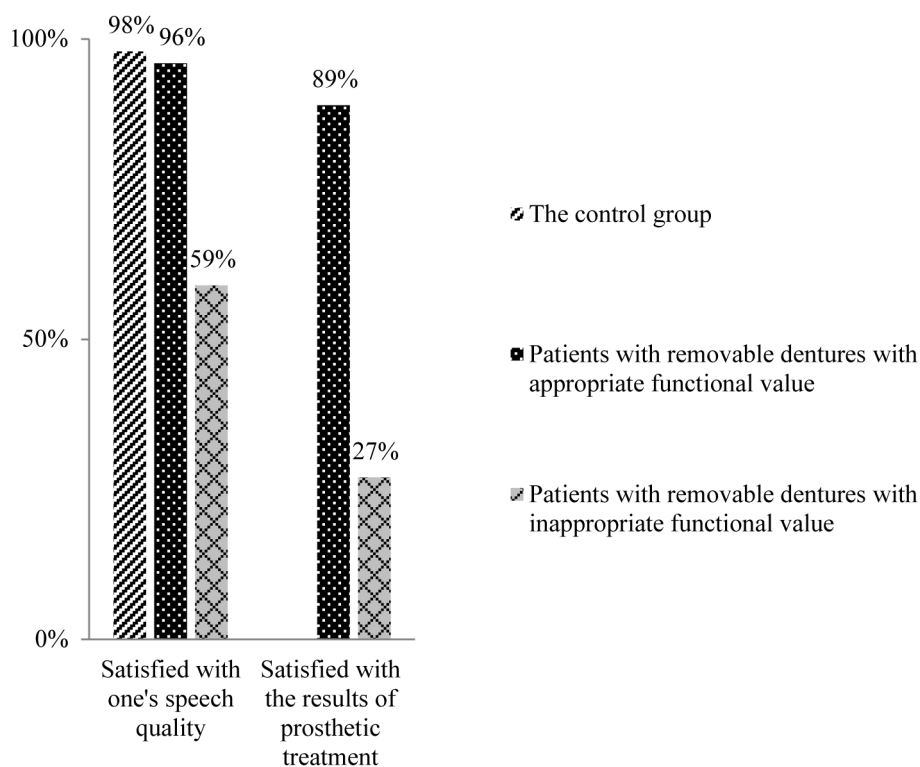 98%
96%
59%
89%
27%
100%
50%
0%
Satisfied with
one's speech
quality
Satisfied with
the results of
prosthetic
treatment
The control group
Patients with removable dentures with
appropriate functional value
Patients with removable dentures with
inappropriate functional value